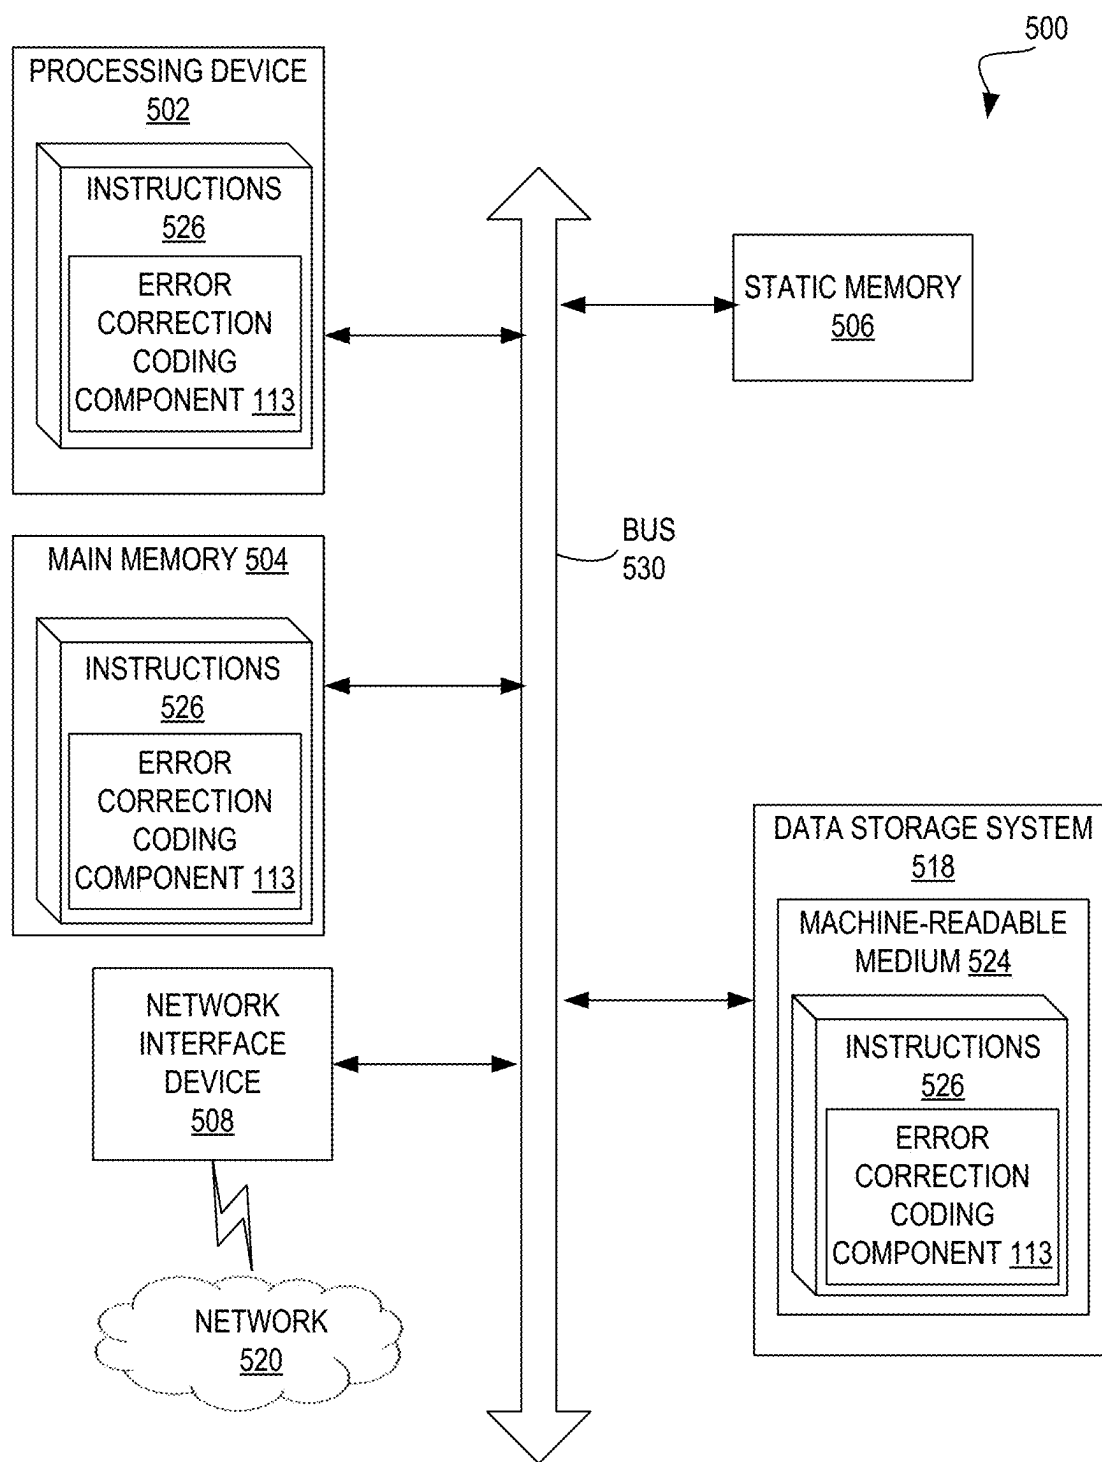 500
PROCESSING DEVICE
502
INSTRUCTIONS
526
ERROR
CORRECTION
CODING
COMPONENT 113
STATIC MEMORY
506
BUS
530
MAIN MEMORY 504
INSTRUCTIONS
526
ERROR
CORRECTION
CODING
COMPONENT 113
DATA STORAGE SYSTEM
518
MACHINE-READABLE
MEDIUM 524
INSTRUCTIONS
526
ERROR
CORRECTION
CODING
COMPONENT 113
NETWORK
INTERFACE
DEVICE
508
NETWORK
520